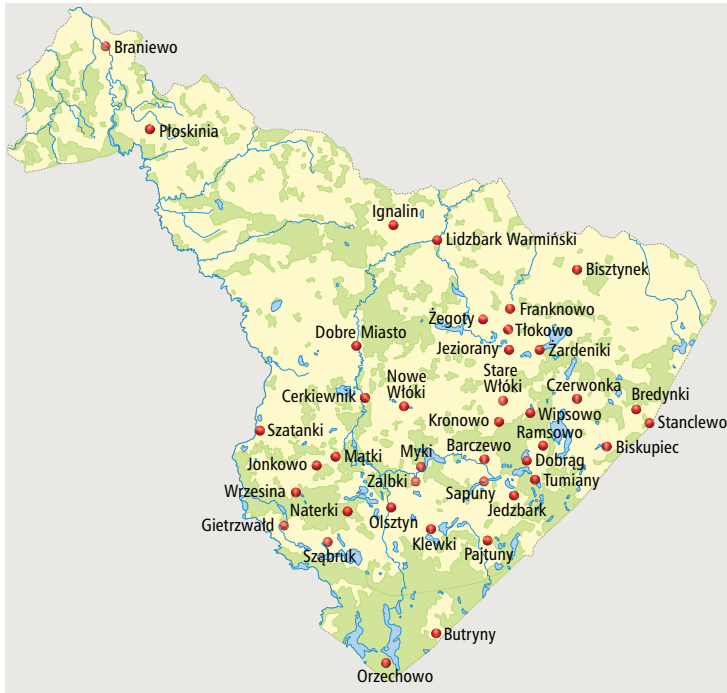 Braniewo
Płoskinia
Ignalin
Lidzbark Warmiński
Bisztynek
Franknowo
Żegoty
Tłokowo
Dobre Miasto
Jeziorany
Żardeniki
Stare
Włóki
Nowe
Włóki
Czerwonka
Cerkiewnik
Bredynki
Wipsowo
Stanclewo
Kronowo
Szatanki
Ramsowo
Barczewo
Biskupiec
Mątki
Myki
Jonkowo
Dobrąg
Zalbki
Tumiany
Wrzesina
Sapuny
Naterki
Olsztyn
Jedzbark
Gietrzwałd
Klewki
Sząbruk
Pajtuny
Butryny
Orzechowo